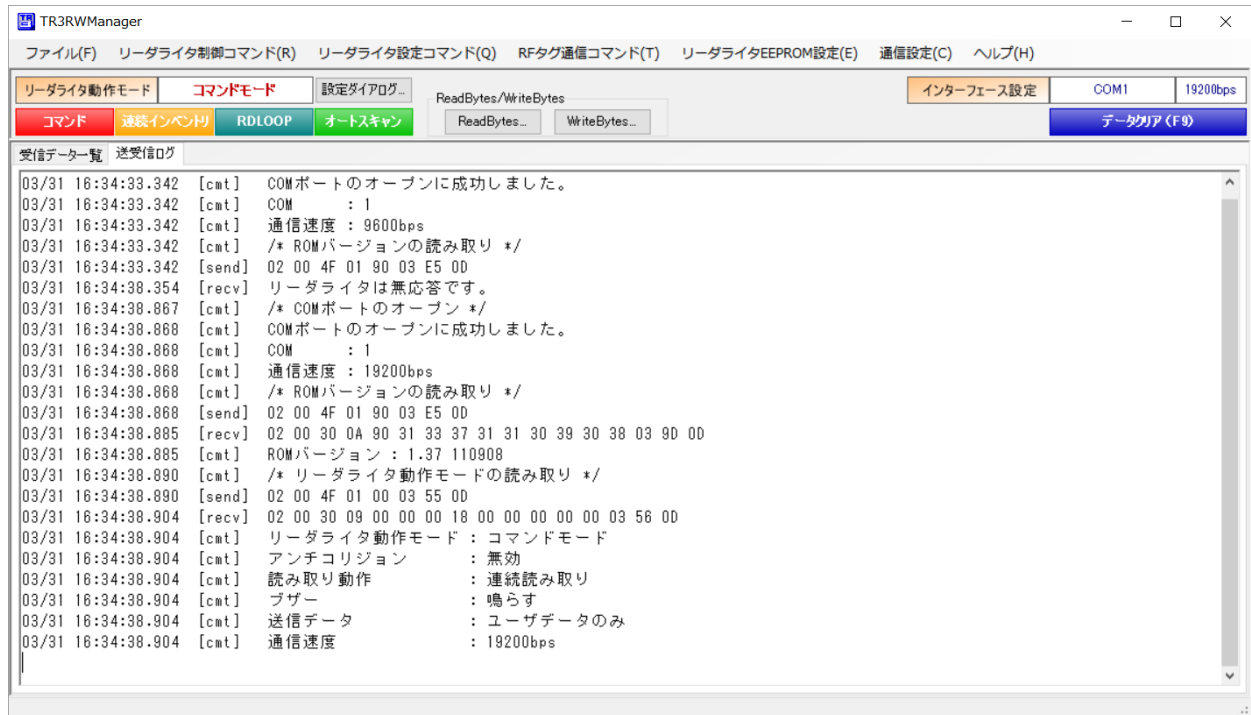 TR3RWManager
ファイル(F) リーダライタ制御コマンド(R) リーダライタ設定コマンド(Q) RFタグ通信コマンド(T) リーダライタEEPROM設定(E) 通信設定(C) ヘルプ(H)
リーダライタ動作モード コマンドモード 設定ダイアログ... ReadBytes/WriteBytes インターフェース設定 COM1 19200bps
コマンド 連続インベントリ RDLOOP オートスキャン ReadBytes... WriteBytes... データクリア(F9)
受信データ一覧 送受信ログ
03/31 16:34:33.342 [cmt] COMポートのオープンに成功しました。
03/31 16:34:33.342 [cmt] COM : 1
03/31 16:34:33.342 [cmt] 通信速度 : 9600bps
03/31 16:34:33.342 [cmt] /* ROMバージョンの読み取り */
03/31 16:34:33.342 [send] 02 00 4F 01 90 03 E5 0D
03/31 16:34:38.354 [recv] リーダライタは無応答です。
03/31 16:34:38.867 [cmt] /* COMポートのオープン */
03/31 16:34:38.868 [cmt] COMポートのオープンに成功しました。
03/31 16:34:38.868 [cmt] COM : 1
03/31 16:34:38.868 [cmt] 通信速度 : 19200bps
03/31 16:34:38.868 [cmt] /* ROMバージョンの読み取り */
03/31 16:34:38.868 [send] 02 00 4F 01 90 03 E5 0D
03/31 16:34:38.885 [recv] 02 00 30 0A 90 31 33 37 31 31 30 39 30 38 03 9D 0D
03/31 16:34:38.885 [cmt] ROMバージョン : 1.37 110908
03/31 16:34:38.890 [cmt] /* リーダライタ動作モードの読み取り */
03/31 16:34:38.890 [send] 02 00 4F 01 00 03 55 0D
03/31 16:34:38.904 [recv] 02 00 30 09 00 00 00 18 00 00 00 00 00 03 56 0D
03/31 16:34:38.904 [cmt] リーダライタ動作モード : コマンドモード
03/31 16:34:38.904 [cmt] アンチコリジョン : 無効
03/31 16:34:38.904 [cmt] 読み取り動作 : 連続読み取り
03/31 16:34:38.904 [cmt] ブザー : 鳴らす
03/31 16:34:38.904 [cmt] 送信データ : ユーザデータのみ
03/31 16:34:38.904 [cmt] 通信速度 : 19200bps